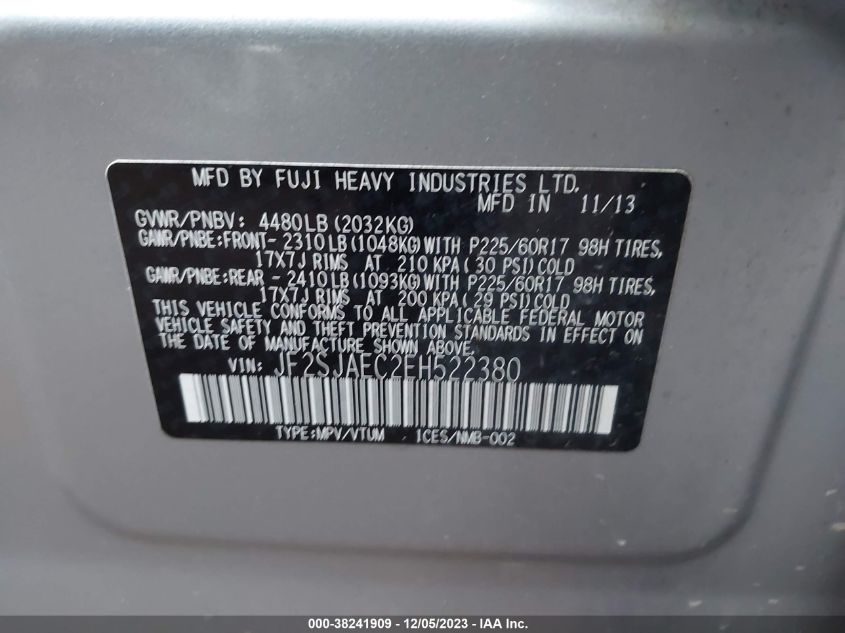 MFD BY FUJI HEAVY INDUSTRIES LTD.
MFD IN 11/13
GVWR/PNBV: 4480LB (2032KG)
GAWR/PNBE:FRONT- 2310LB (1048KG) WITH P225/60R17 98H TIRES,
17X7J RIMS AT 210 KPA (30 PSI) COLD
GAWR/PNBE:REAR - 2410LB (1093KG) WITH P225/60R17 98H TIRES,
17X7J RIMS AT 200 KPA (29 PSI) COLD
THIS VEHICLE CONFORMS TO ALL APPLICABLE FEDERAL MOTOR
VEHICLE SAFETY AND THEFT PREVENTION STANDARDS IN EFFECT ON
THE DATE OF MANUFACTURE SHOWN ABOVE.
VIN: JF2SJAEC2EH522380
TYPE:MPV/VTUM 1CES/NMB-002
000-38241909 - 12/05/2023 - IAAI.com